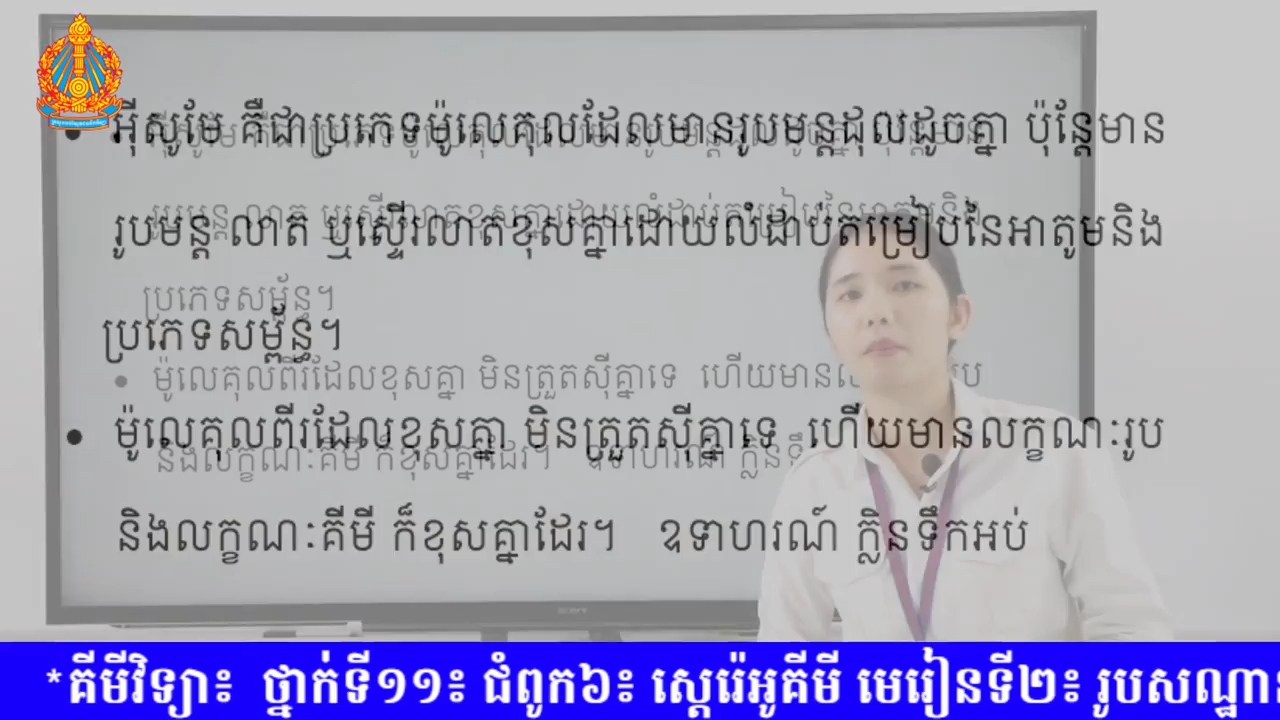 • អ៊ីសូមែ គឺជាប្រភេទម៉ូលេគុលដែលមានរូបមន្តដុលដូចគ្នា ប៉ុន្តែមាន
រូបមន្ត លាត ឬស្ទើរលាតខុសគ្នាដោយលំដាប់តម្រៀបនៃអាតូមនិង
ប្រភេទសម្ព័ន្ធ។
• ម៉ូលេគុលពីរដែលខុសគ្នា មិនត្រួតស៊ីគ្នាទេ ហើយមានលក្ខណៈរូប
និងលក្ខណៈគីមី ក៏ខុសគ្នាដែរ។ ឧទាហរណ៍ ក្លិនទឹកអប់
*គីមីវិទ្យា៖ ថ្នាក់ទី១១៖ ជំពូក៦៖ ស្តេរ៉េអូគីមី មេរៀនទី២៖ រូបសណ្ឋាន